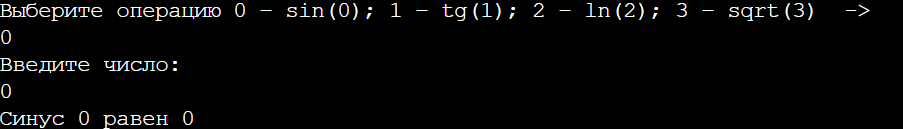 Выберите операцию 0 - sin(0); 1 - tg(1); 2 - ln(2); 3 - sqrt(3)  ->
0
Введите число:
0
Синус 0 равен 0